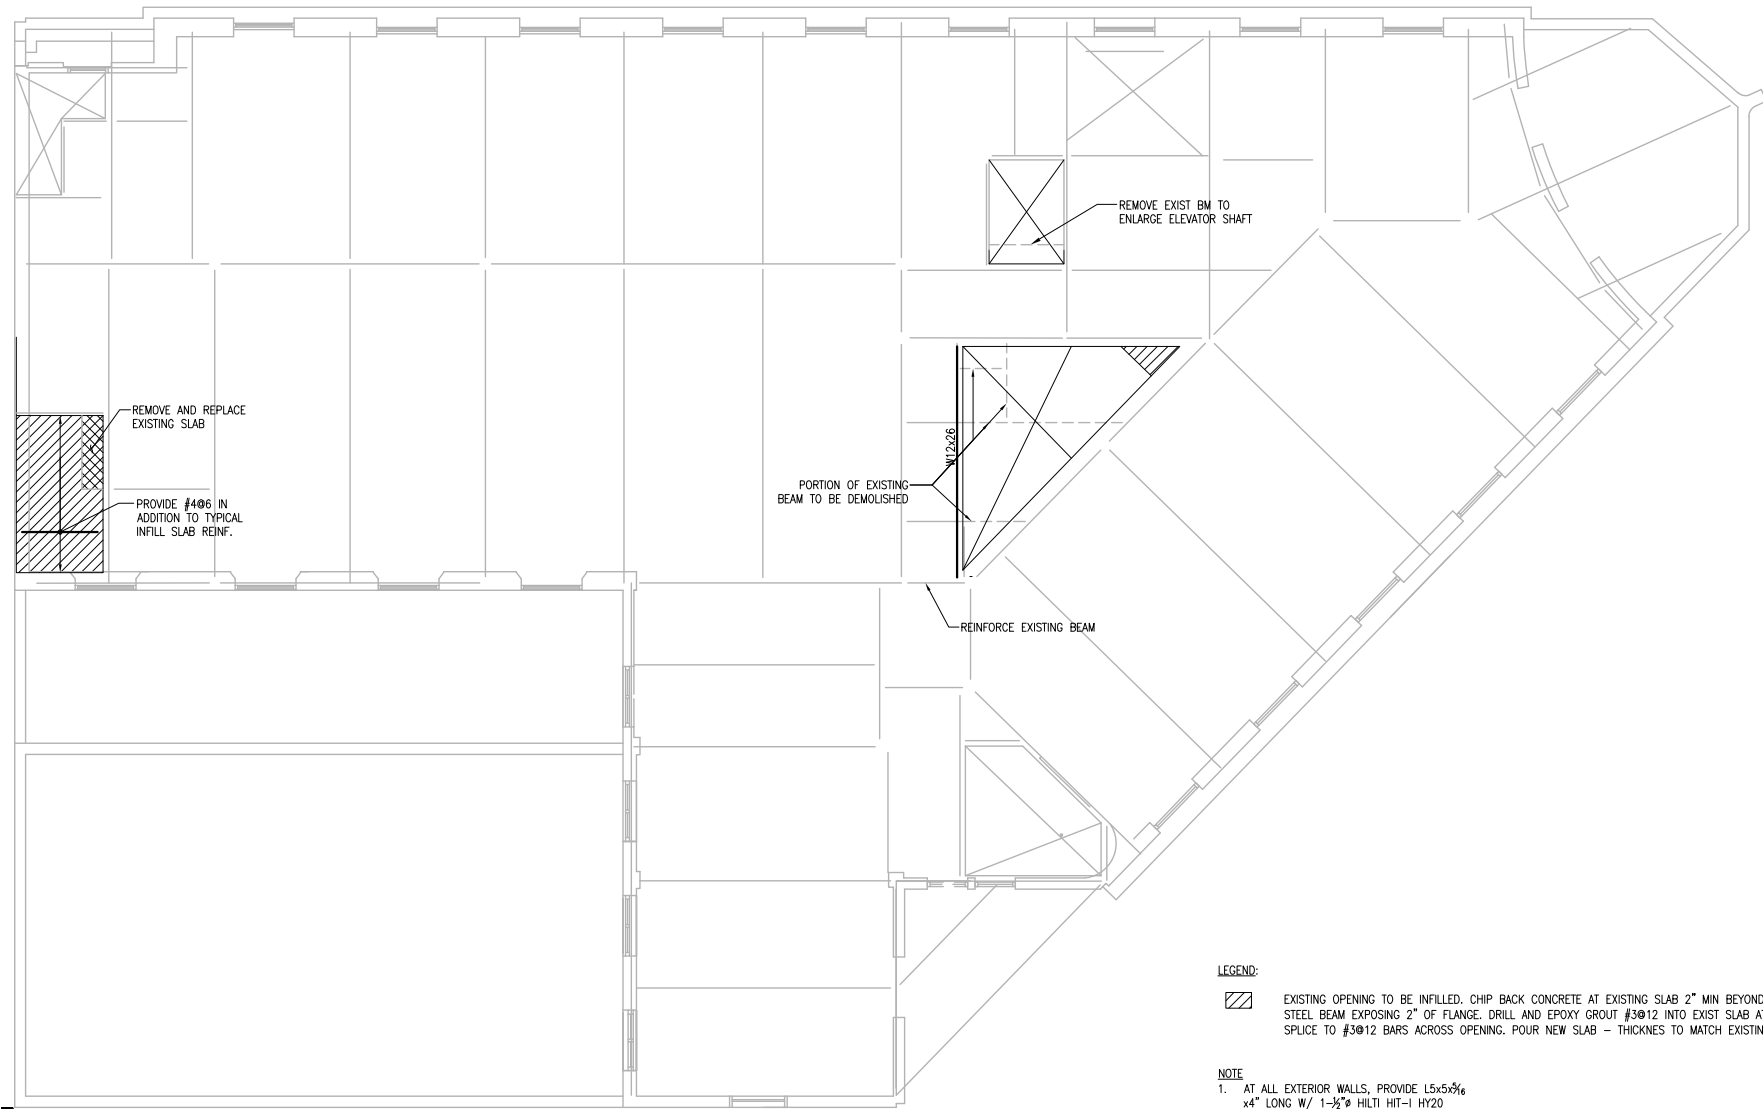 REMOVE EXIST BM TO
ENLARGE ELEVATOR SHAFT
REMOVE AND REPLACE
EXISTING SLAB
W12x26
PORTION OF EXISTING
BEAM TO BE DEMOLISHED
PROVIDE #4@6 IN
ADDITION TO TYPICAL
INFILL SLAB REINF.
REINFORCE EXISTING BEAM
LEGEND:
EXISTING OPENING TO BE INFILLED. CHIP BACK CONCRETE AT EXISTING SLAB 2" MIN BEYOND
STEEL BEAM EXPOSING 2" OF FLANGE. DRILL AND EPOXY GROUT #3@12 INTO EXIST SLAB AT
SPLICE TO #3@12 BARS ACROSS OPENING. POUR NEW SLAB – THICKNES TO MATCH EXISTIN
NOTE
1. AT ALL EXTERIOR WALLS, PROVIDE L5x5x5/16
x4" LONG W/ 1-1/2"ø HILTI HIT-I HY20